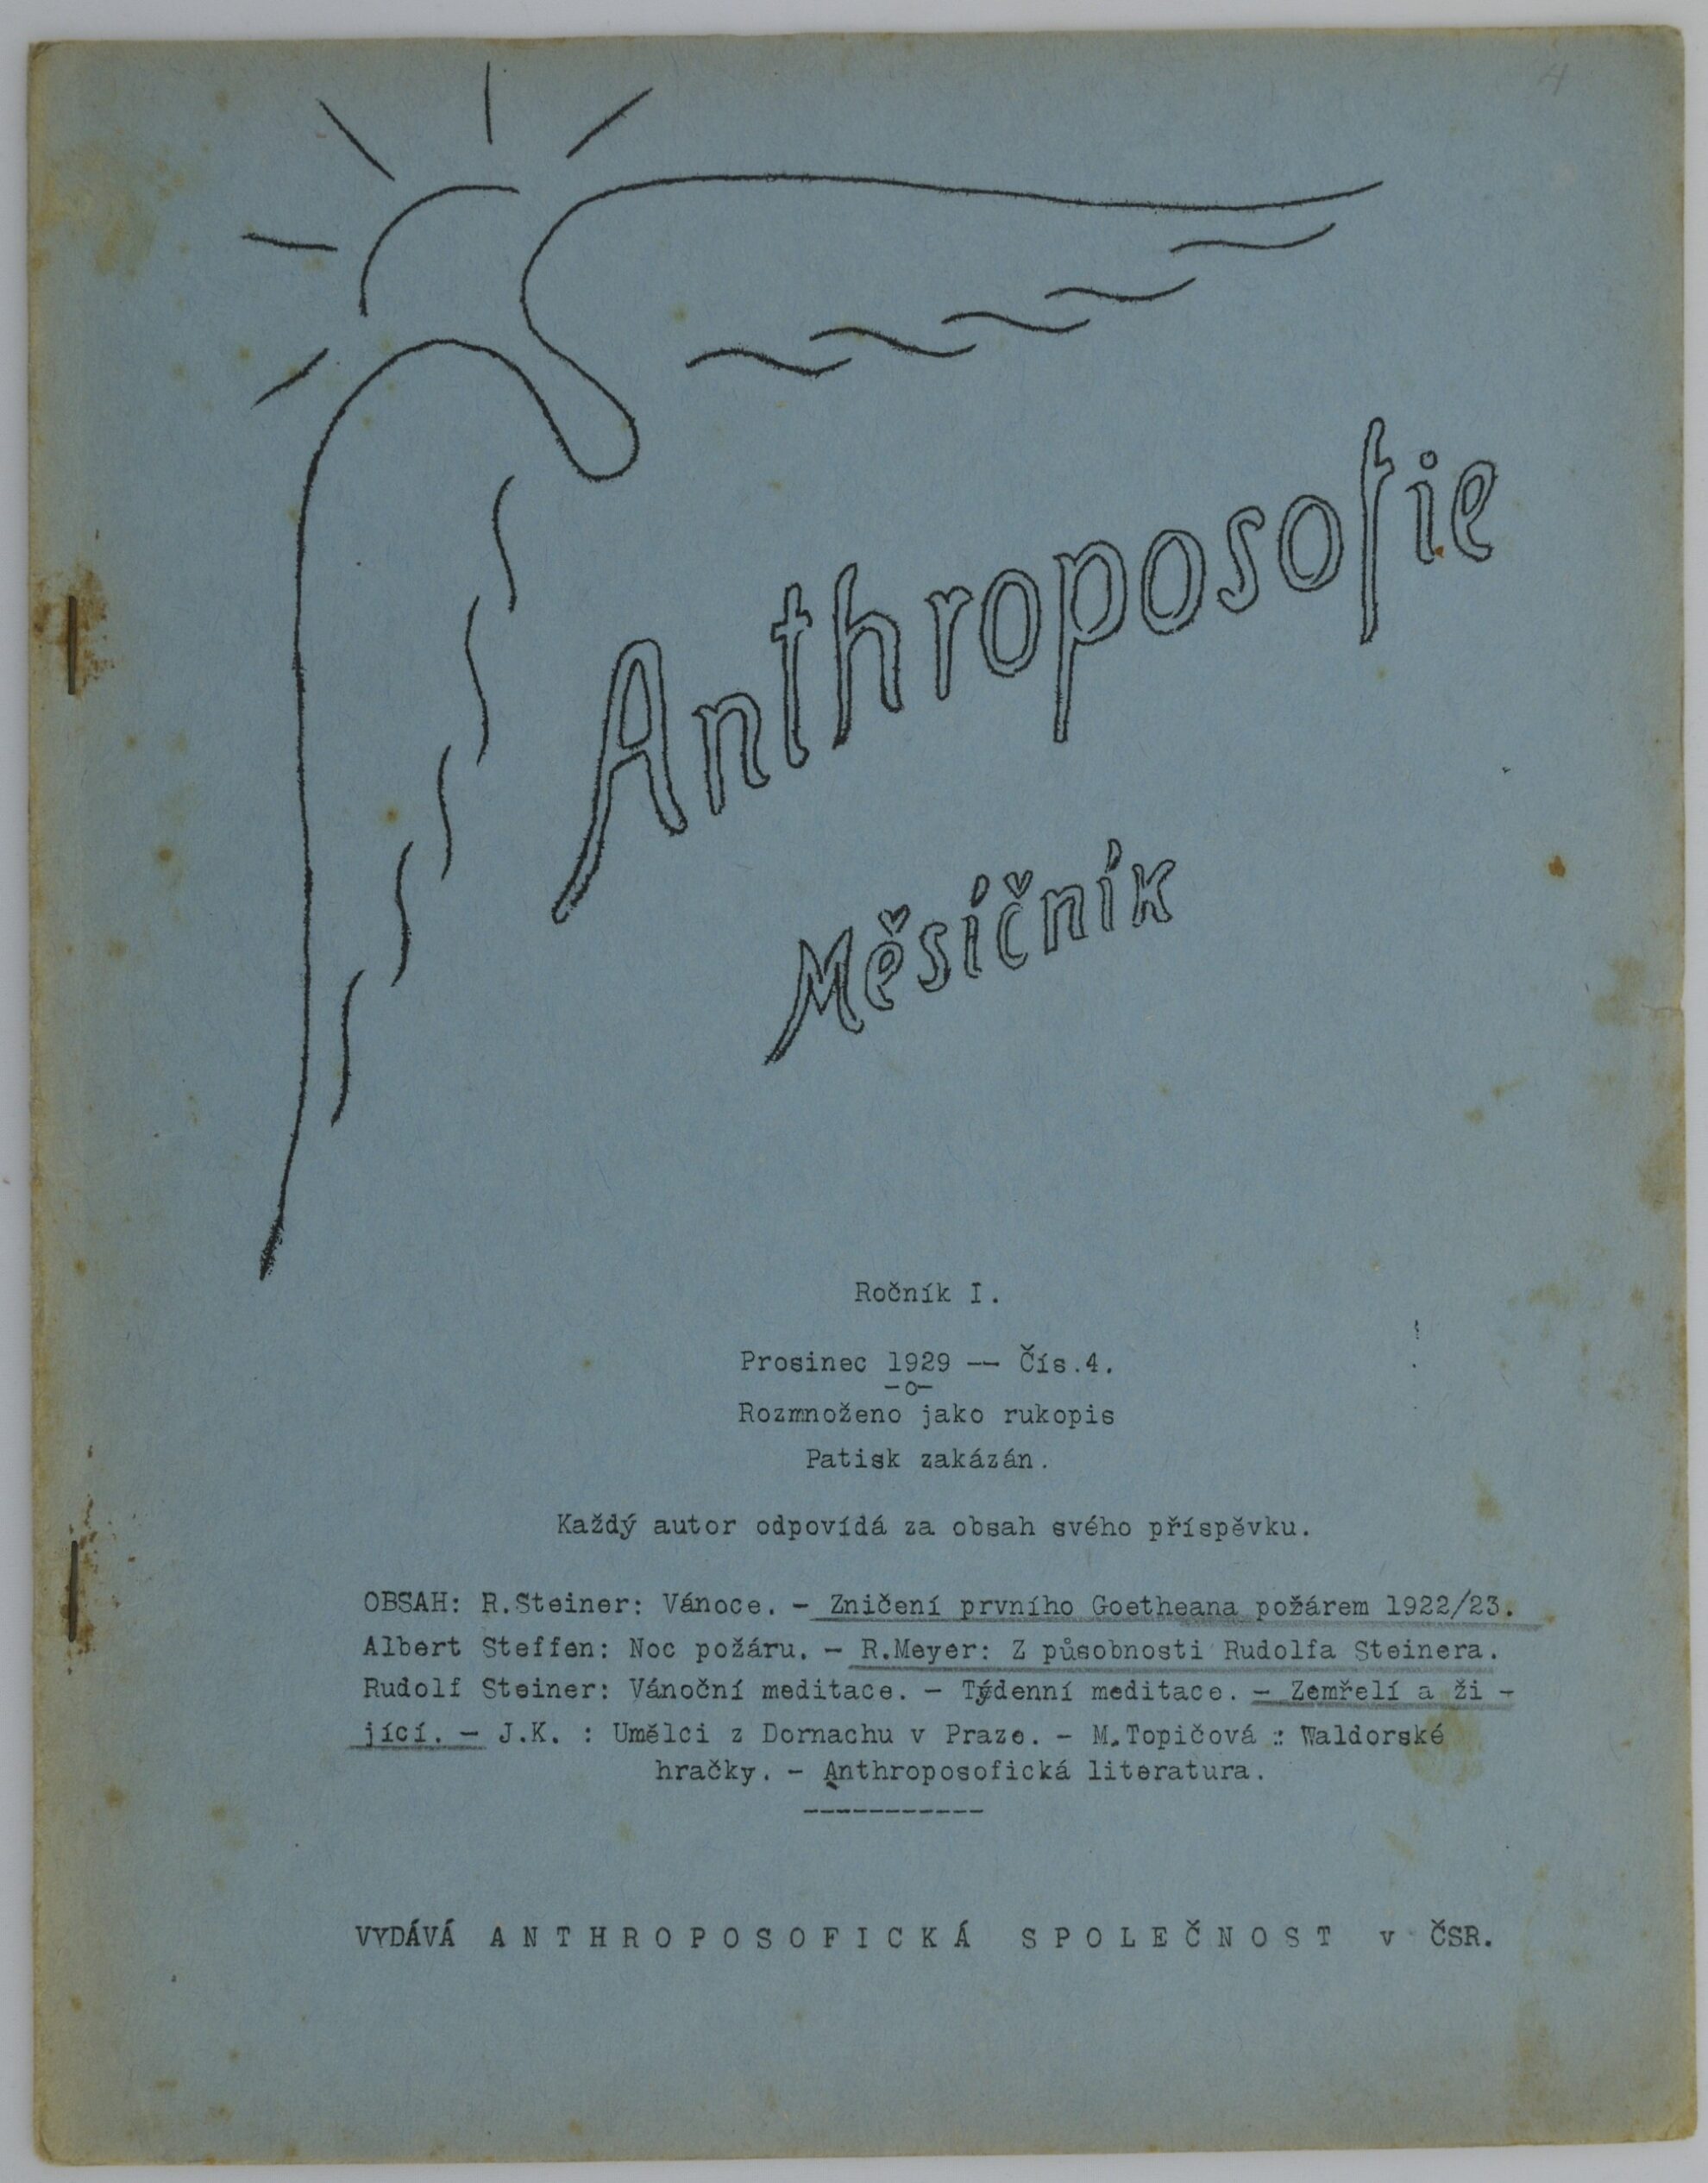 4
Anthroposofie
Měsíčník
Ročník I.
Prosinec 1929 -- Čís.4.
-o-
Rozmnoženo jako rukopis
Patisk zakázán.
Každý autor odpovídá za obsah svého příspěvku.
OBSAH: R.Steiner: Vánoce. - Zničení prvního Goetheana požárem 1922/23.
Albert Steffen: Noc požáru. - R.Meyer: Z působnosti Rudolfa Steinera.
Rudolf Steiner: Vánoční meditace. - Týdenní meditace. - Zemřelí a ži -
jící. - J.K. : Umělci z Dornachu v Praze. - M.Topičová : Waldorské
hračky. - Anthroposofická literatura.
-----------
VYDÁVÁ ANTHROPOSOFICKÁ SPOLEČNOST v ČSR.